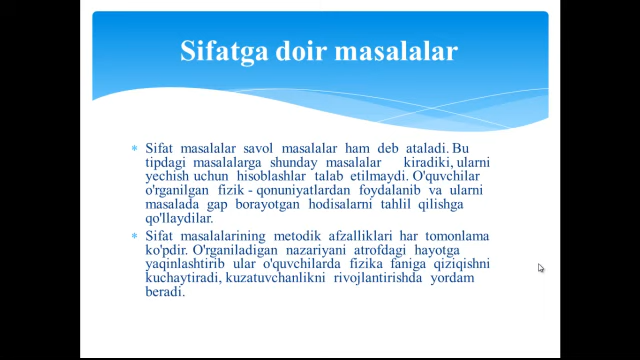 Sifatga doir masalalar
Sifat masalalar savol masalalar ham deb ataladi. Bu
tipdagi masalalarga shunday masalalar kiradiki, ularni
yechish uchun hisoblashlar talab etilmaydi. O'quvchilar
o'rganilgan fizik - qonuniyatlardan foydalanib va ularni
masalada gap borayotgan hodisalarni tahlil qilishga
qo'llaydilar.
Sifat masalalarining metodik afzalliklari har tomonlama
ko'pdir. O'rganiladigan nazariyani atrofdagi hayotga
yaqinlashtirib ular o'quvchilarda fizika faniga qiziqishni
kuchaytiradi, kuzatuvchanlikni rivojlantirishda yordam
beradi.